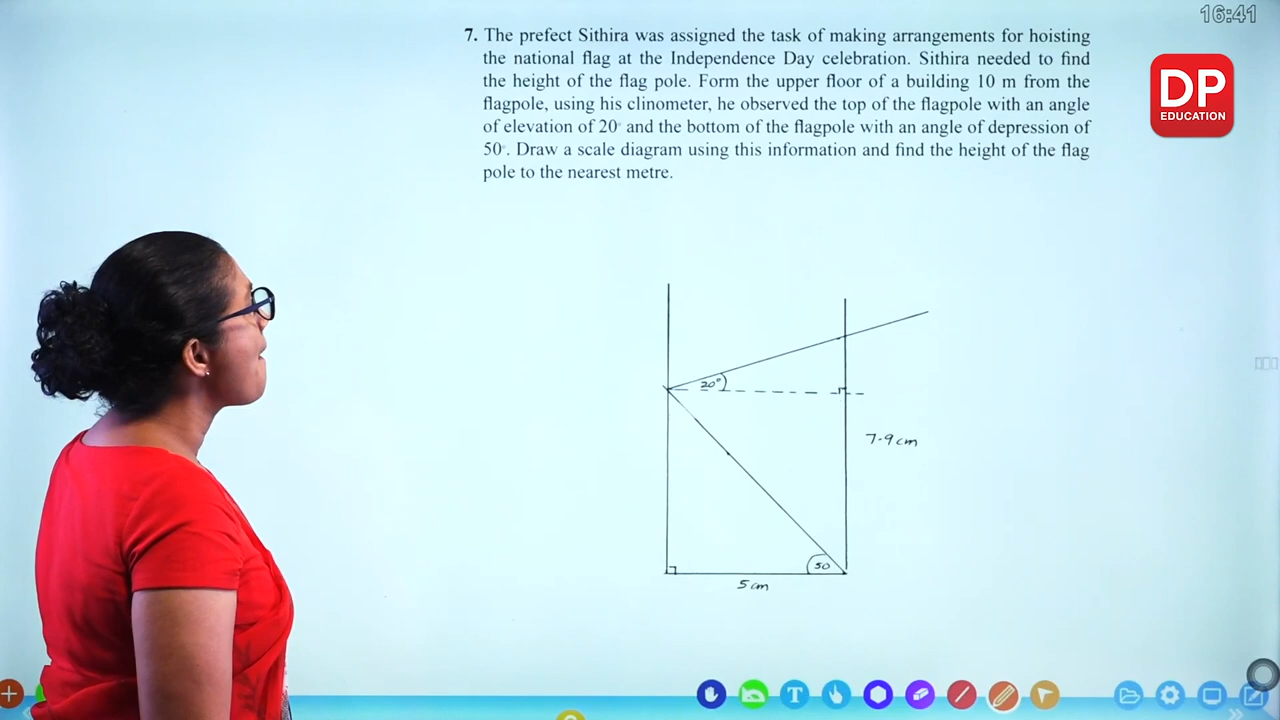 16:41
7. The prefect Sithira was assigned the task of making arrangements for hoisting
the national flag at the Independence Day celebration. Sithira needed to find
the height of the flag pole. Form the upper floor of a building 10 m from the
flagpole, using his clinometer, he observed the top of the flagpole with an angle
of elevation of 20° and the bottom of the flagpole with an angle of depression of
50°. Draw a scale diagram using this information and find the height of the flag
pole to the nearest metre.
DP
EDUCATION
20°
7.9 cm
50
5 cm
T